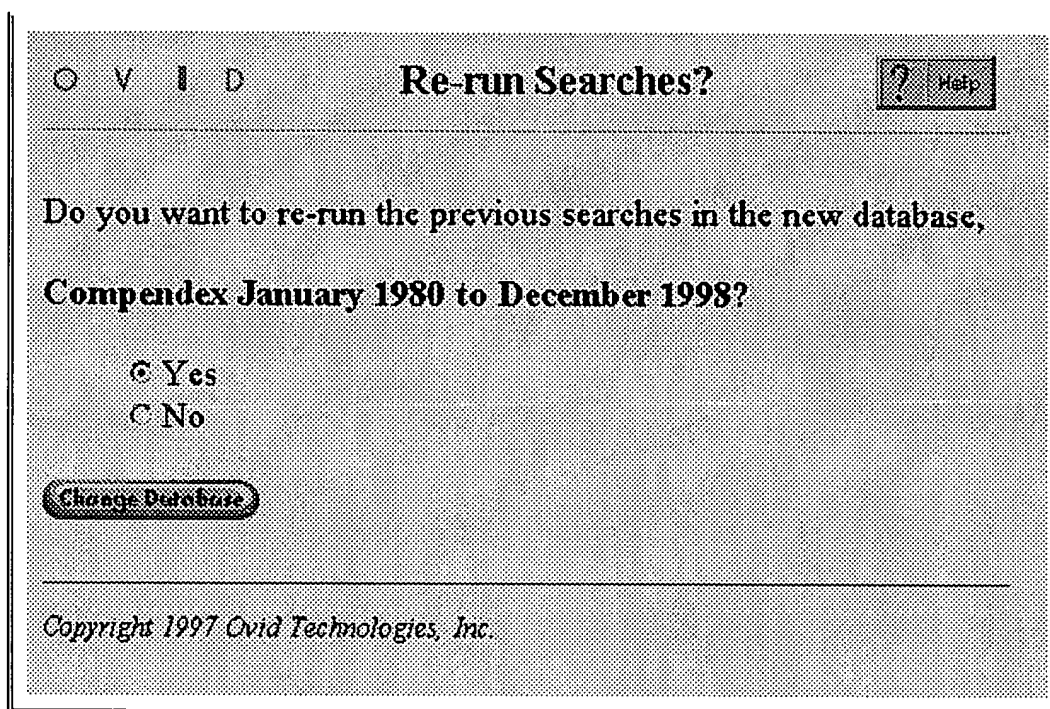 O V I D
Re-run Searches?
? Help
Do you want to re-run the previous searches in the new database,
Compendex January 1980 to December 1998?
Yes
No
Change Database
Copyright 1997 Ovid Technologies, Inc.